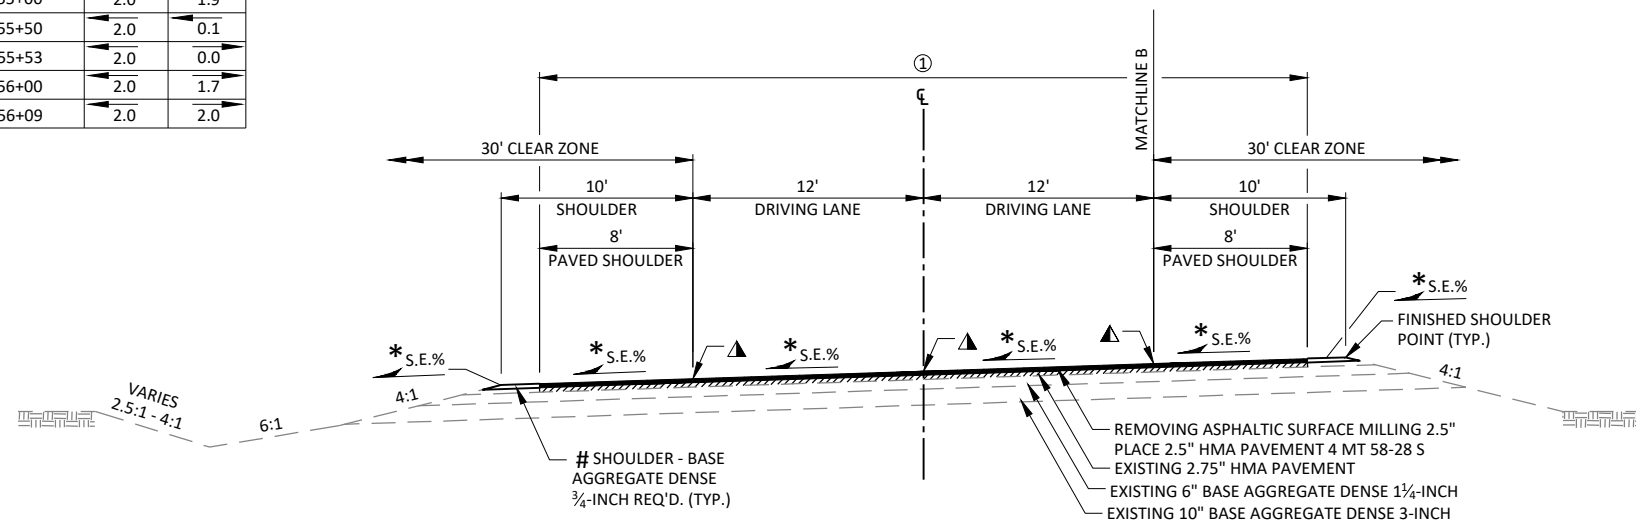 55+00 2.0 1.9
55+50 2.0 0.1
55+53 2.0 0.0
56+00 2.0 1.7
56+09 2.0 2.0
①
℄
MATCHLINE B
30' CLEAR ZONE
30' CLEAR ZONE
10'
SHOULDER
12'
DRIVING LANE
12'
DRIVING LANE
10'
SHOULDER
8'
PAVED SHOULDER
8'
PAVED SHOULDER
* S.E.%
* S.E.%
* S.E.%
* S.E.%
* S.E.%
* S.E.%
FINISHED SHOULDER
POINT (TYP.)
VARIES
2.5:1 - 4:1
6:1
4:1
4:1
# SHOULDER - BASE
AGGREGATE DENSE
¾-INCH REQ'D. (TYP.)
REMOVING ASPHALTIC SURFACE MILLING 2.5"
PLACE 2.5" HMA PAVEMENT 4 MT 58-28 S
EXISTING 2.75" HMA PAVEMENT
EXISTING 6" BASE AGGREGATE DENSE 1¼-INCH
EXISTING 10" BASE AGGREGATE DENSE 3-INCH